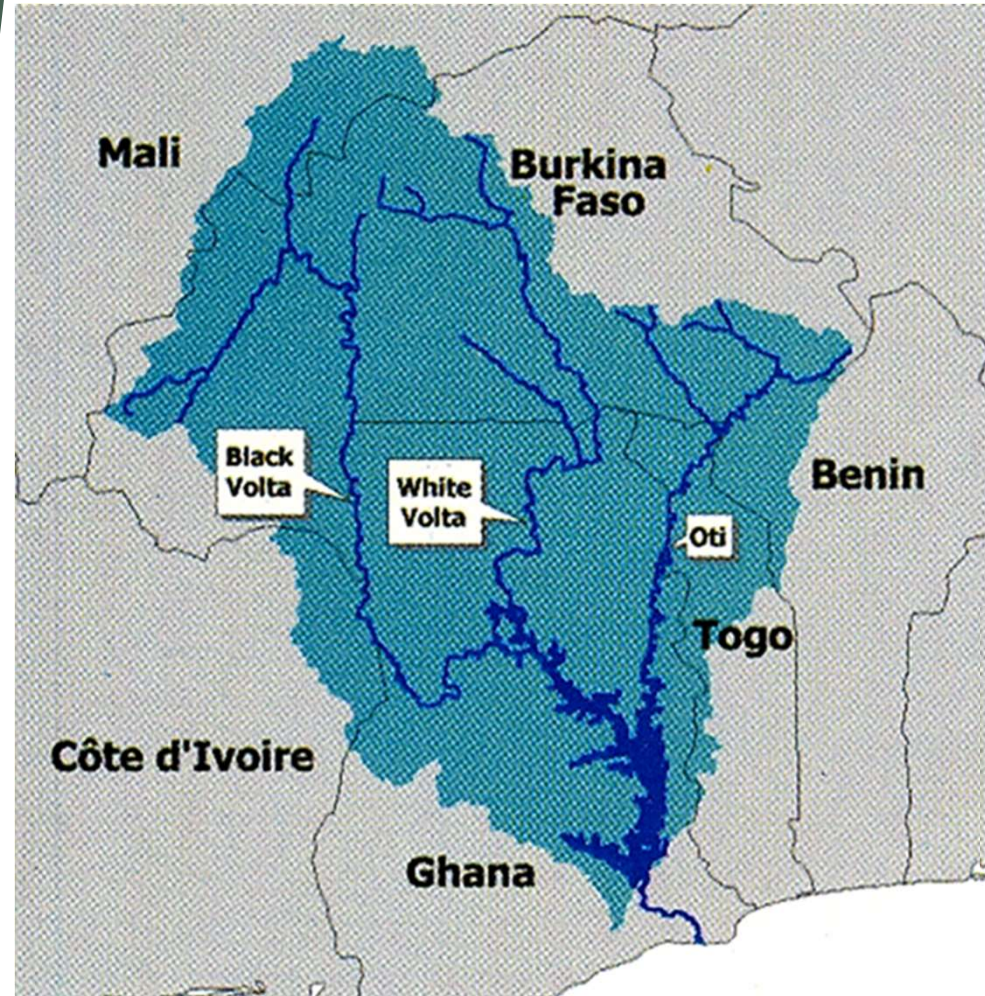 Mali
Burkina
Faso
Black
Volta
White
Volta
Benin
Oti
Togo
Côte d'Ivoire
Ghana